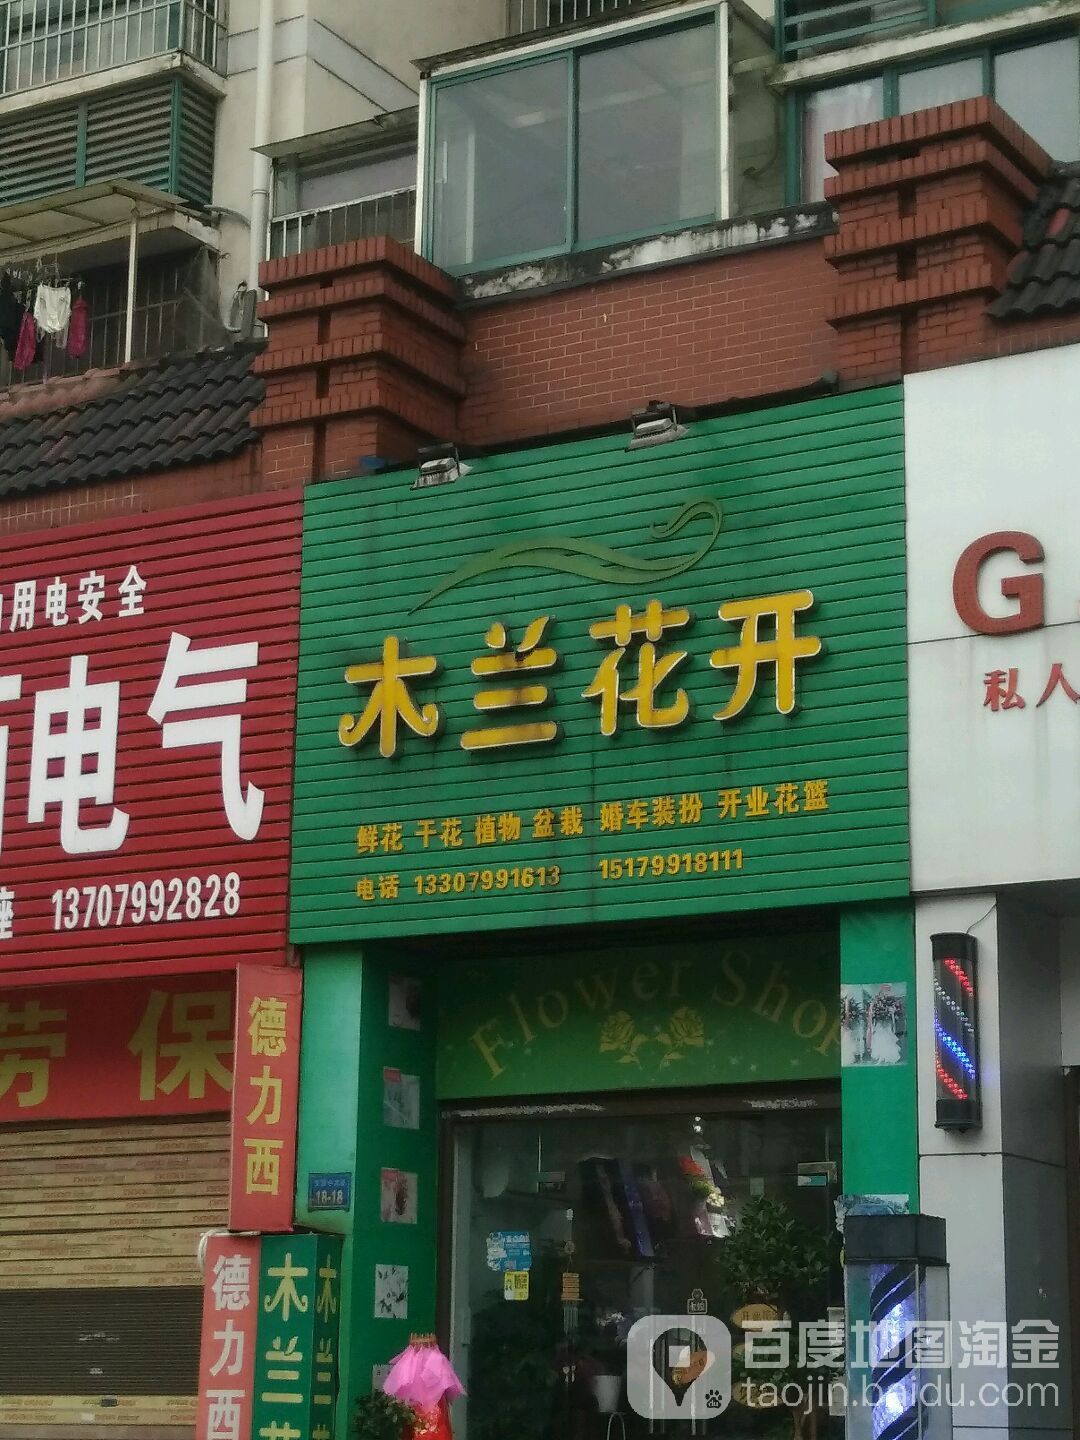 用电安全
电气
座 13707992828
劳保
德力西
德力西
木兰花开
鲜花 干花 植物 盆栽 婚车装扮 开业花篮
电话 13307991613 15179918111
Flower Shop
18-18
木兰花
木兰花
G
私人
百度地图淘金
taojin.baidu.com